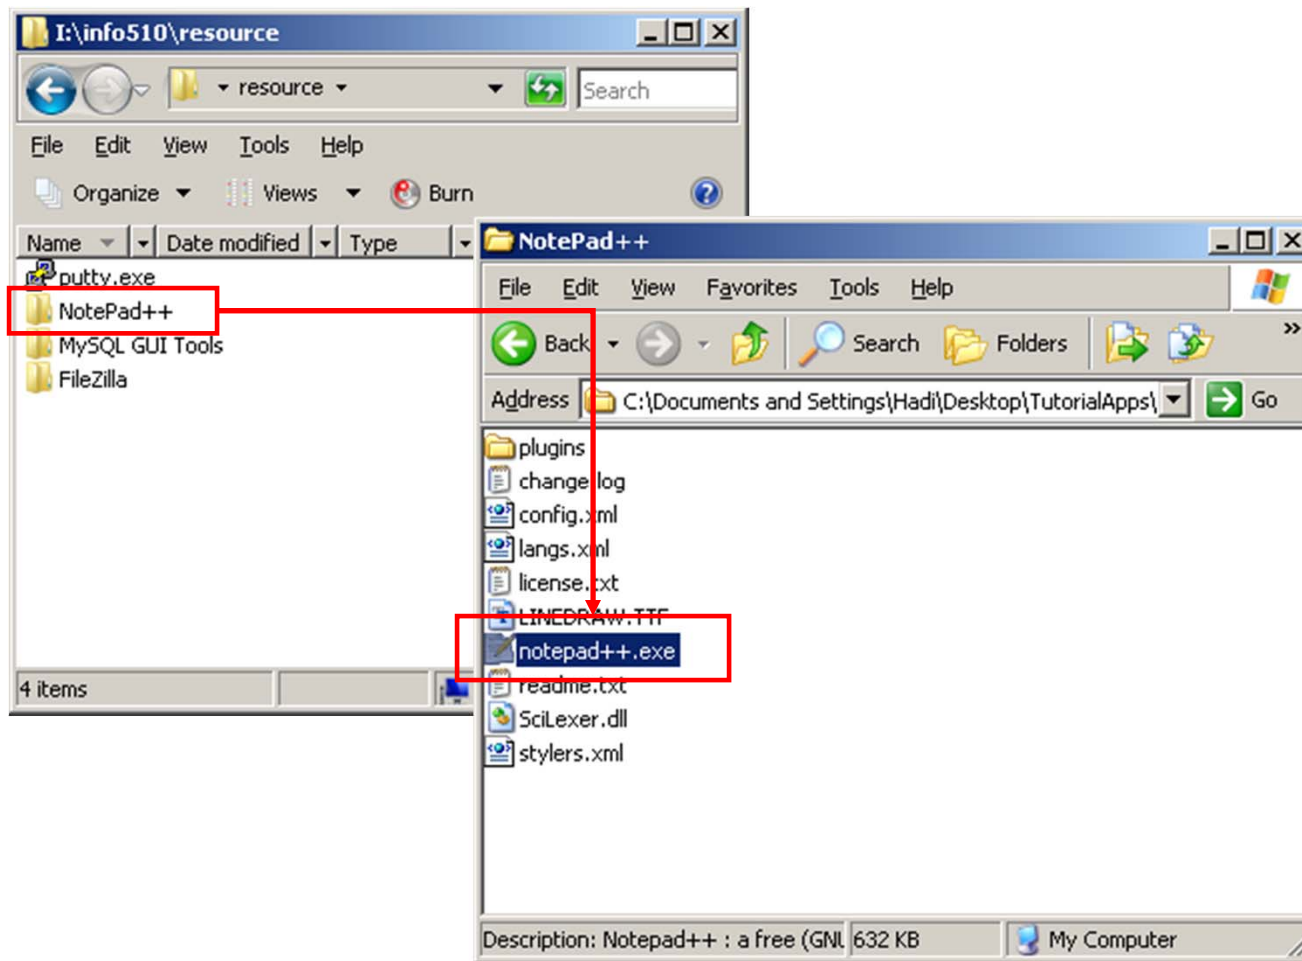 I:\info510\resource
resource
Search
File Edit View Tools Help
Organize Views Burn
Name Date modified Type
putty.exe
NotePad++
MySQL GUI Tools
FileZilla
4 items
NotePad++
File Edit View Favorites Tools Help
Back Search Folders »
Address C:\Documents and Settings\Hadi\Desktop\TutorialApps\ Go
plugins
change.log
config.xml
langs.xml
license.txt
LINEDRAW.TTF
notepad++.exe
readme.txt
SciLexer.dll
stylers.xml
Description: Notepad++ : a free (GNU 632 KB My Computer